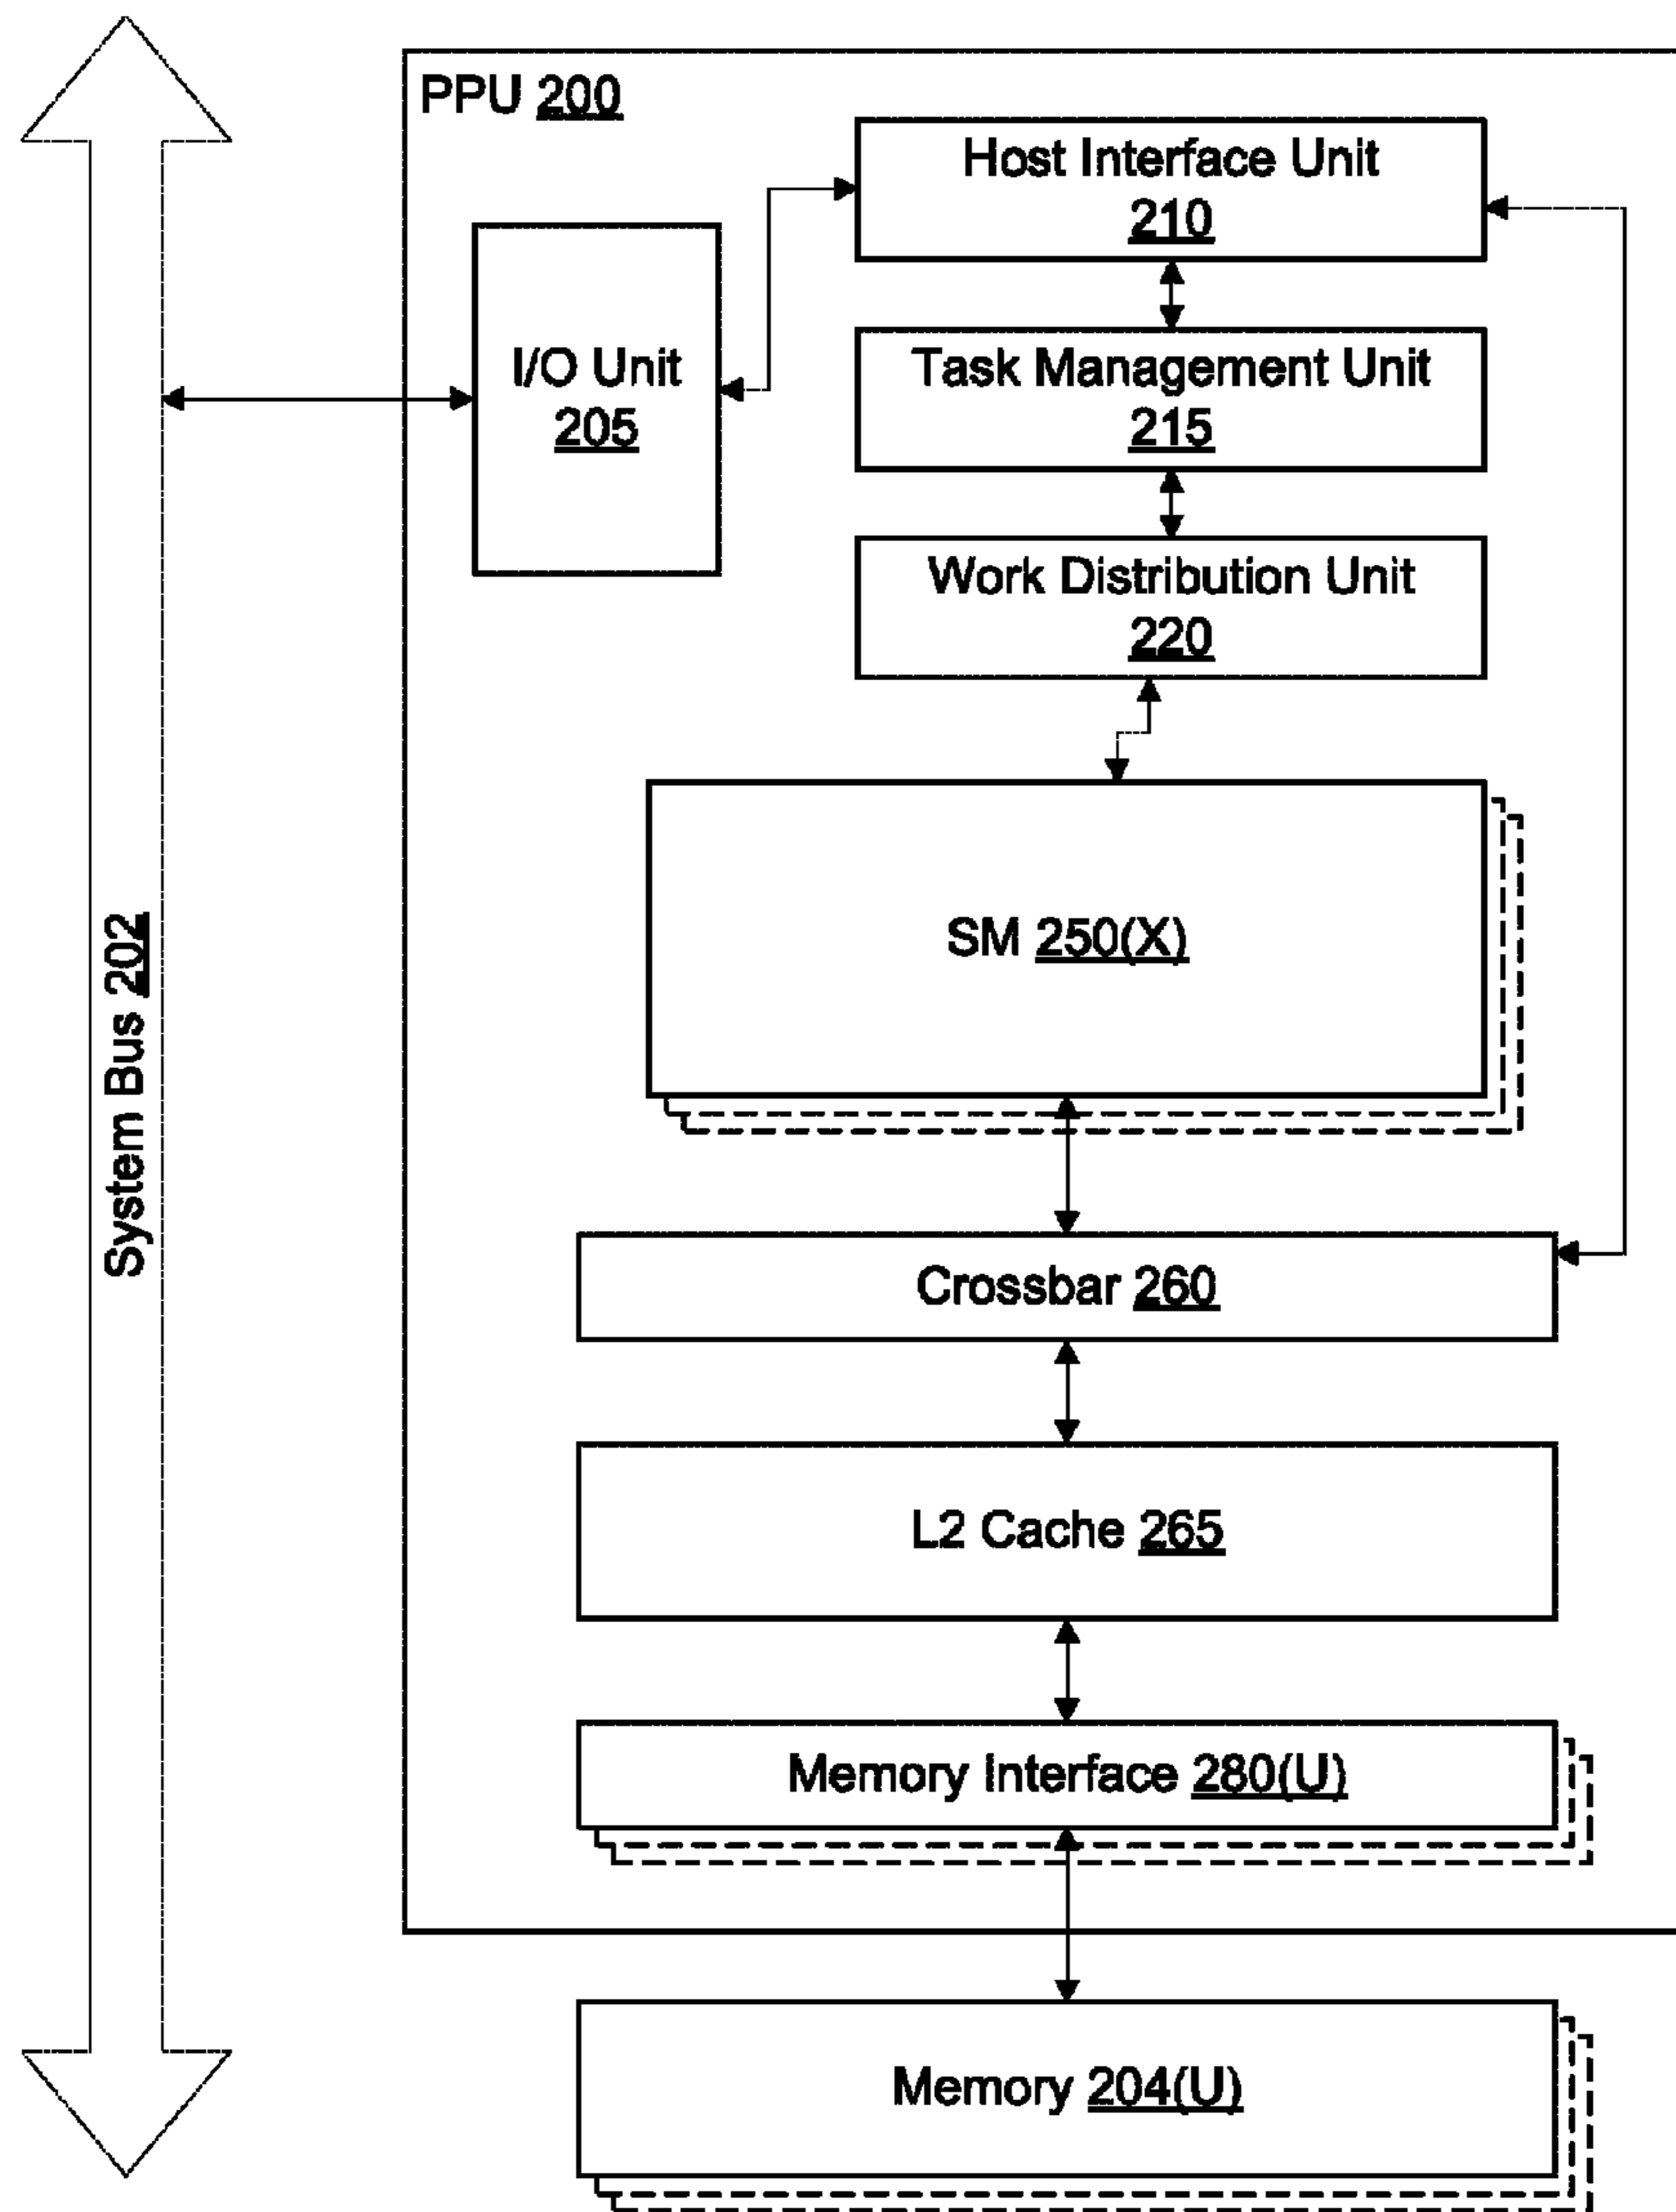 PPU 200
Host Interface Unit
210
I/O Unit
205
Task Management Unit
215
Work Distribution Unit
220
SM 250(X)
System Bus 202
Crossbar 260
L2 Cache 265
Memory Interface 280(U)
Memory 204(U)